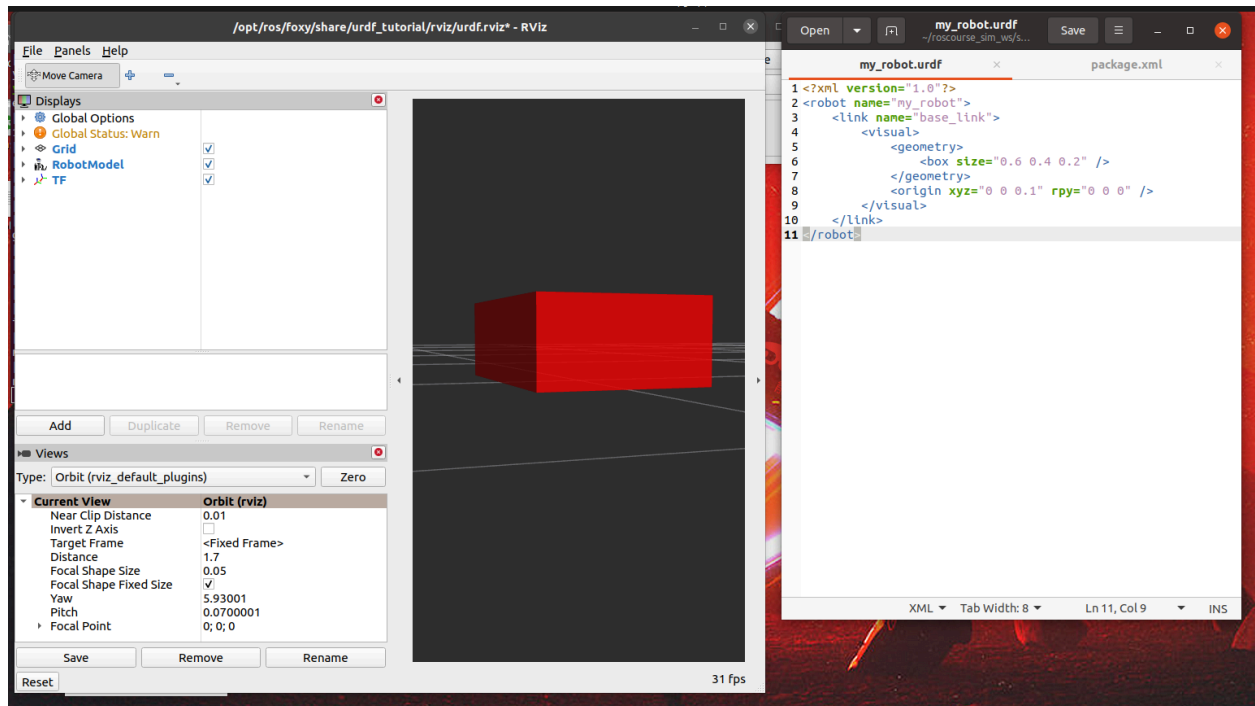 /opt/ros/foxy/share/urdf_tutorial/rviz/urdf.rviz* - RViz
File Panels Help
Move Camera
Displays
Global Options
Global Status: Warn
Grid
RobotModel
TF
Add Duplicate Remove Rename
Views
Type: Orbit (rviz_default_plugins) Zero
Current View Orbit (rviz)
Near Clip Distance 0.01
Invert Z Axis
Target Frame <Fixed Frame>
Distance 1.7
Focal Shape Size 0.05
Focal Shape Fixed Size
Yaw 5.93001
Pitch 0.0700001
Focal Point 0; 0; 0
Save Remove Rename
Reset
31 fps
Open my_robot.urdf Save
~/roscourse_sim_ws/s...
my_robot.urdf package.xml
1 <?xml version="1.0"?>
2 <robot name="my_robot">
3 <link name="base_link">
4 <visual>
5 <geometry>
6 <box size="0.6 0.4 0.2" />
7 </geometry>
8 <origin xyz="0 0 0.1" rpy="0 0 0" />
9 </visual>
10 </link>
11 </robot>
XML Tab Width: 8 Ln 11, Col 9 INS